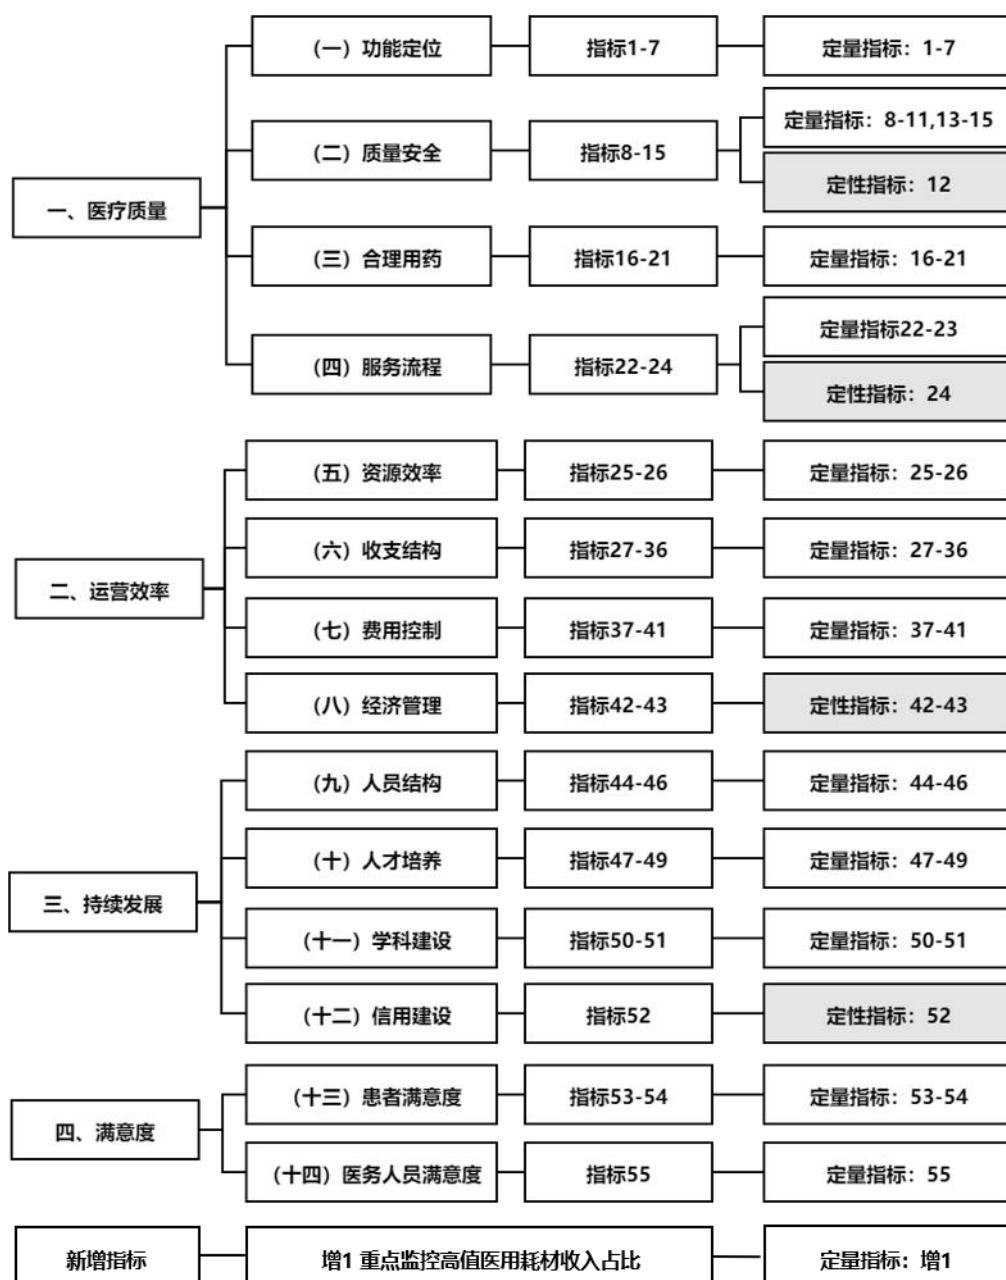 一、医疗质量
（一）功能定位
指标1-7
定量指标：1-7
（二）质量安全
指标8-15
定量指标：8-11,13-15
定性指标：12
（三）合理用药
指标16-21
定量指标：16-21
（四）服务流程
指标22-24
定量指标22-23
定性指标：24
二、运营效率
（五）资源效率
指标25-26
定量指标：25-26
（六）收支结构
指标27-36
定量指标：27-36
（七）费用控制
指标37-41
定量指标：37-41
（八）经济管理
指标42-43
定性指标：42-43
三、持续发展
（九）人员结构
指标44-46
定量指标：44-46
（十）人才培养
指标47-49
定量指标：47-49
（十一）学科建设
指标50-51
定量指标：50-51
（十二）信用建设
指标52
定性指标：52
四、满意度
（十三）患者满意度
指标53-54
定量指标：53-54
（十四）医务人员满意度
指标55
定量指标：55
新增指标
增1 重点监控高值医用耗材收入占比
定量指标：增1